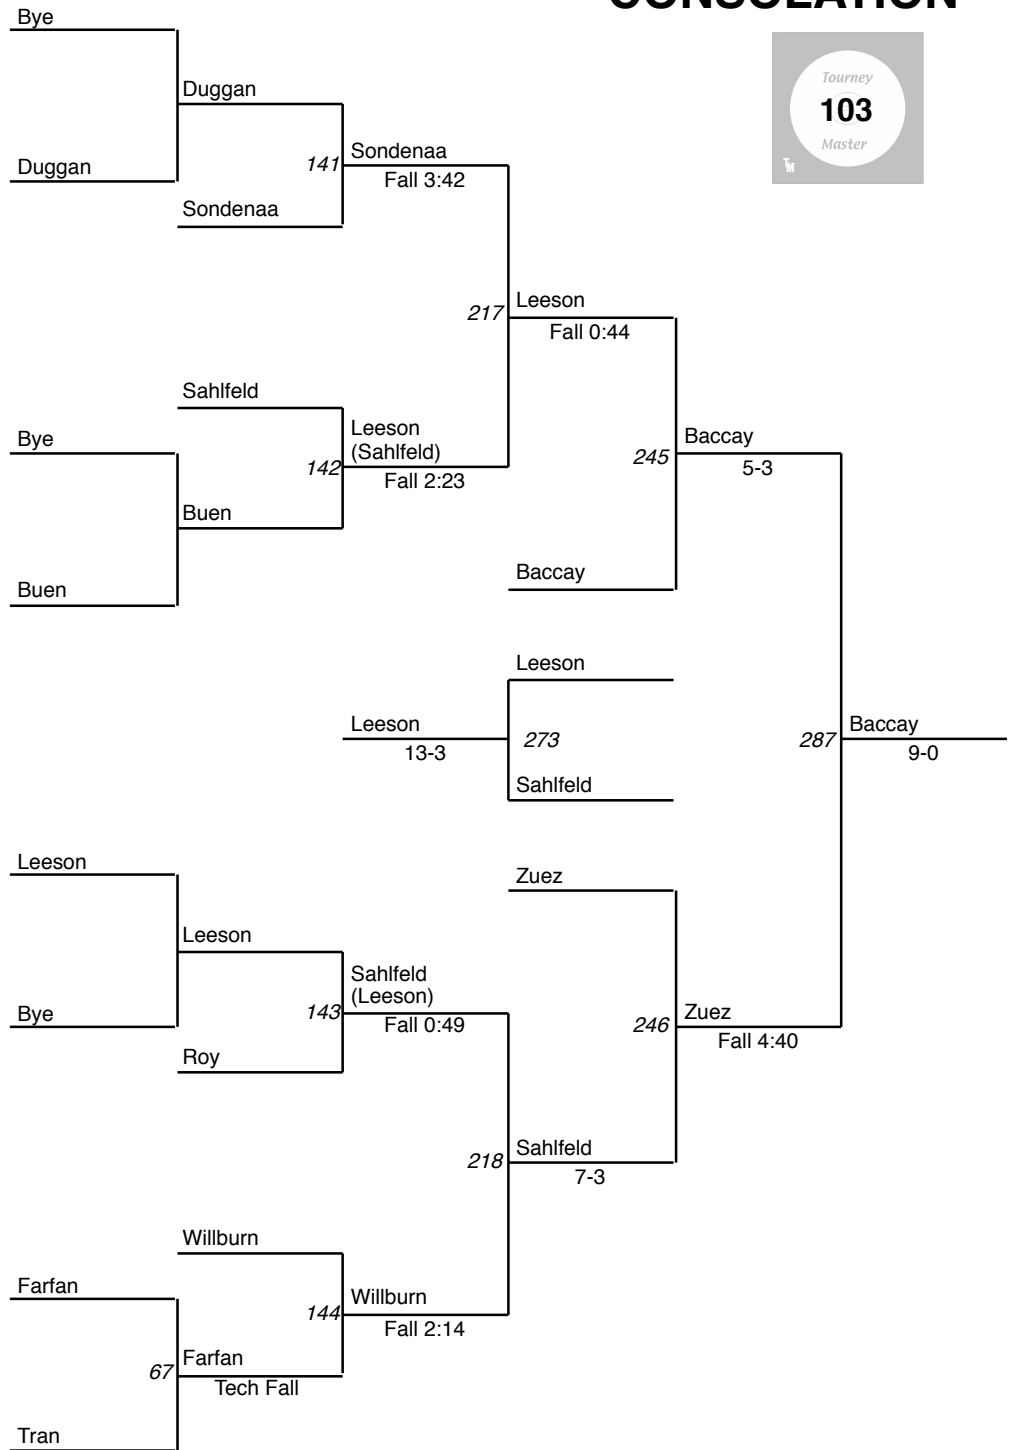 CONSOLATION
Bye
Tourney
103
Master
TM
Duggan
Sondenaa
141
Duggan
Fall 3:42
Sondenaa
Leeson
217
Fall 0:44
Sahlfeld
Leeson
(Sahlfeld)
Bye
Baccay
245
142
5-3
Fall 2:23
Buen
Baccay
Buen
Leeson
Leeson
273
13-3
Baccay
287
9-0
Sahlfeld
Leeson
Zuez
Leeson
Sahlfeld
(Leeson)
143
Bye
Fall 0:49
Zuez
246
Fall 4:40
Roy
Sahlfeld
218
7-3
Willburn
Farfan
Willburn
144
Fall 2:14
Farfan
67
Tech Fall
Tran